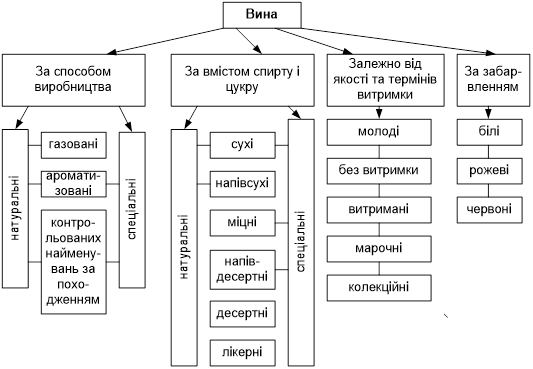 Вина
За способом
виробництва
За вмістом спирту і
цукру
Залежно від
якості та термінів
витримки
За забар-
вленням
натуральні
газовані
аромати-
зовані
контро-
льованих
наймену-
вань за
похо-
дженням
спеціальні
натуральні
сухі
напівсухі
міцні
напів-
десертні
десертні
лікерні
спеціальні
молоді
без витримки
витримані
марочні
колекційні
білі
рожеві
червоні